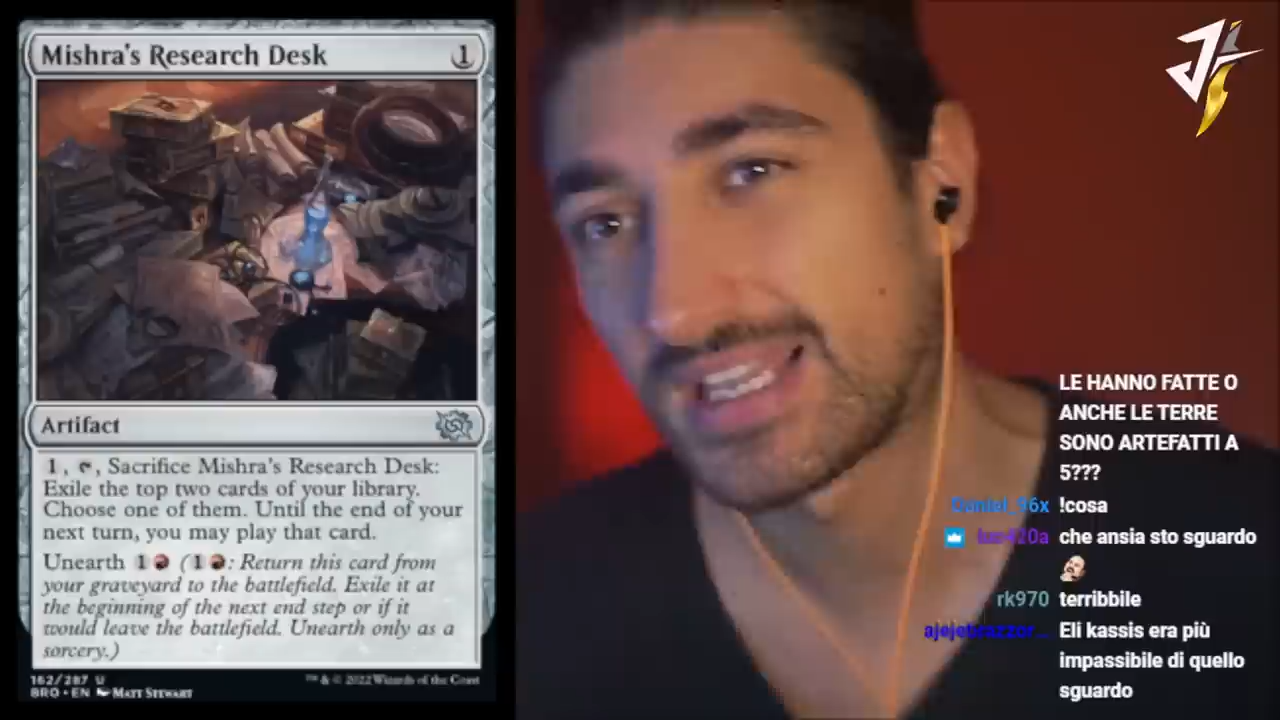 Mishra's Research Desk 1
Artifact
1, , Sacrifice Mishra's Research Desk:
Exile the top two cards of your library.
Choose one of them. Until the end of your
next turn, you may play that card.
Unearth 1 (1 : Return this card from
your graveyard to the battlefield. Exile it at
the beginning of the next end step or if it
would leave the battlefield. Unearth only as a
sorcery.)
162/287 U
BRO • EN MATT STEWART
™ & © 2022 Wizards of the Coast
LE HANNO FATTE O
ANCHE LE TERRE
SONO ARTEFATTI A
5???
Daniel_96x !cosa
che ansia sto sguardo
rk970 terribbile
Eli kassis era più
impassibile di quello
sguardo